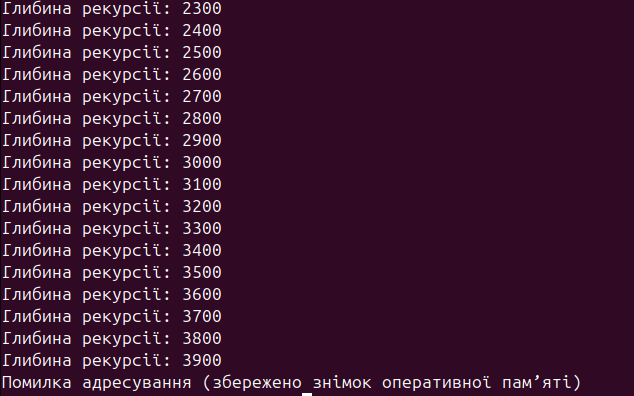 Глибина рекурсії: 2300
Глибина рекурсії: 2400
Глибина рекурсії: 2500
Глибина рекурсії: 2600
Глибина рекурсії: 2700
Глибина рекурсії: 2800
Глибина рекурсії: 2900
Глибина рекурсії: 3000
Глибина рекурсії: 3100
Глибина рекурсії: 3200
Глибина рекурсії: 3300
Глибина рекурсії: 3400
Глибина рекурсії: 3500
Глибина рекурсії: 3600
Глибина рекурсії: 3700
Глибина рекурсії: 3800
Глибина рекурсії: 3900
Помилка адресування (збережено знімок оперативної пам’яті)